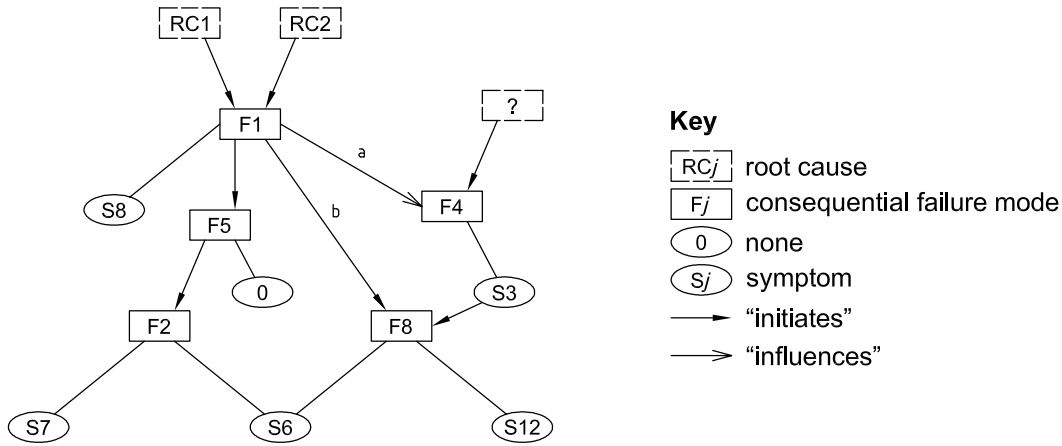 RC1
RC2
F1
?
a
b
S8
F4
F5
0
S3
F2
F8
S7
S6
S12
Key
RCj root cause
Fj consequential failure mode
0 none
Sj symptom
“initiates”
“influences”